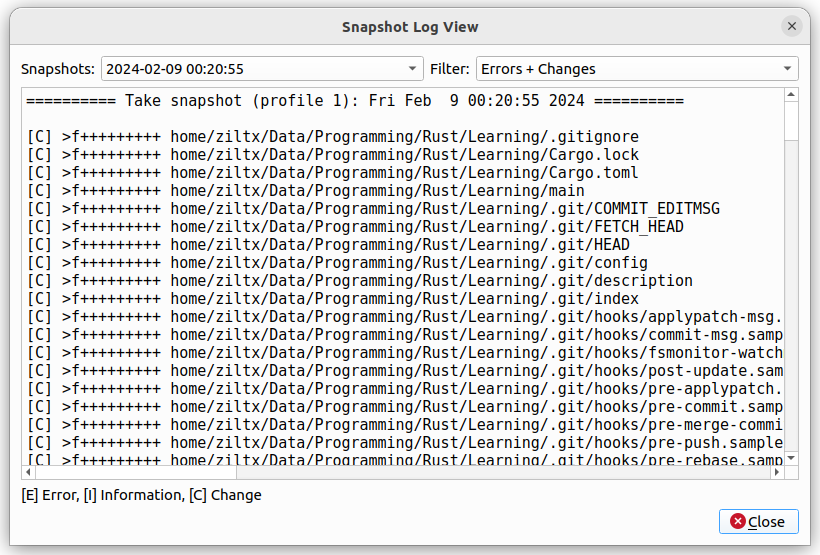 Snapshot Log View
Snapshots: 2024-02-09 00:20:55 Filter: Errors + Changes
========== Take snapshot (profile 1): Fri Feb  9 00:20:55 2024 ==========
[C] >f+++++++++ home/ziltx/Data/Programming/Rust/Learning/.gitignore
[C] >f+++++++++ home/ziltx/Data/Programming/Rust/Learning/Cargo.lock
[C] >f+++++++++ home/ziltx/Data/Programming/Rust/Learning/Cargo.toml
[C] >f+++++++++ home/ziltx/Data/Programming/Rust/Learning/main
[C] >f+++++++++ home/ziltx/Data/Programming/Rust/Learning/.git/COMMIT_EDITMSG
[C] >f+++++++++ home/ziltx/Data/Programming/Rust/Learning/.git/FETCH_HEAD
[C] >f+++++++++ home/ziltx/Data/Programming/Rust/Learning/.git/HEAD
[C] >f+++++++++ home/ziltx/Data/Programming/Rust/Learning/.git/config
[C] >f+++++++++ home/ziltx/Data/Programming/Rust/Learning/.git/description
[C] >f+++++++++ home/ziltx/Data/Programming/Rust/Learning/.git/index
[C] >f+++++++++ home/ziltx/Data/Programming/Rust/Learning/.git/hooks/applypatch-msg.
[C] >f+++++++++ home/ziltx/Data/Programming/Rust/Learning/.git/hooks/commit-msg.samp
[C] >f+++++++++ home/ziltx/Data/Programming/Rust/Learning/.git/hooks/fsmonitor-watch
[C] >f+++++++++ home/ziltx/Data/Programming/Rust/Learning/.git/hooks/post-update.sam
[C] >f+++++++++ home/ziltx/Data/Programming/Rust/Learning/.git/hooks/pre-applypatch.
[C] >f+++++++++ home/ziltx/Data/Programming/Rust/Learning/.git/hooks/pre-commit.samp
[C] >f+++++++++ home/ziltx/Data/Programming/Rust/Learning/.git/hooks/pre-merge-commi
[C] >f+++++++++ home/ziltx/Data/Programming/Rust/Learning/.git/hooks/pre-push.sample
[C] >f+++++++++ home/ziltx/Data/Programming/Rust/Learning/.git/hooks/pre-rebase.samp
[E] Error, [I] Information, [C] Change
Close